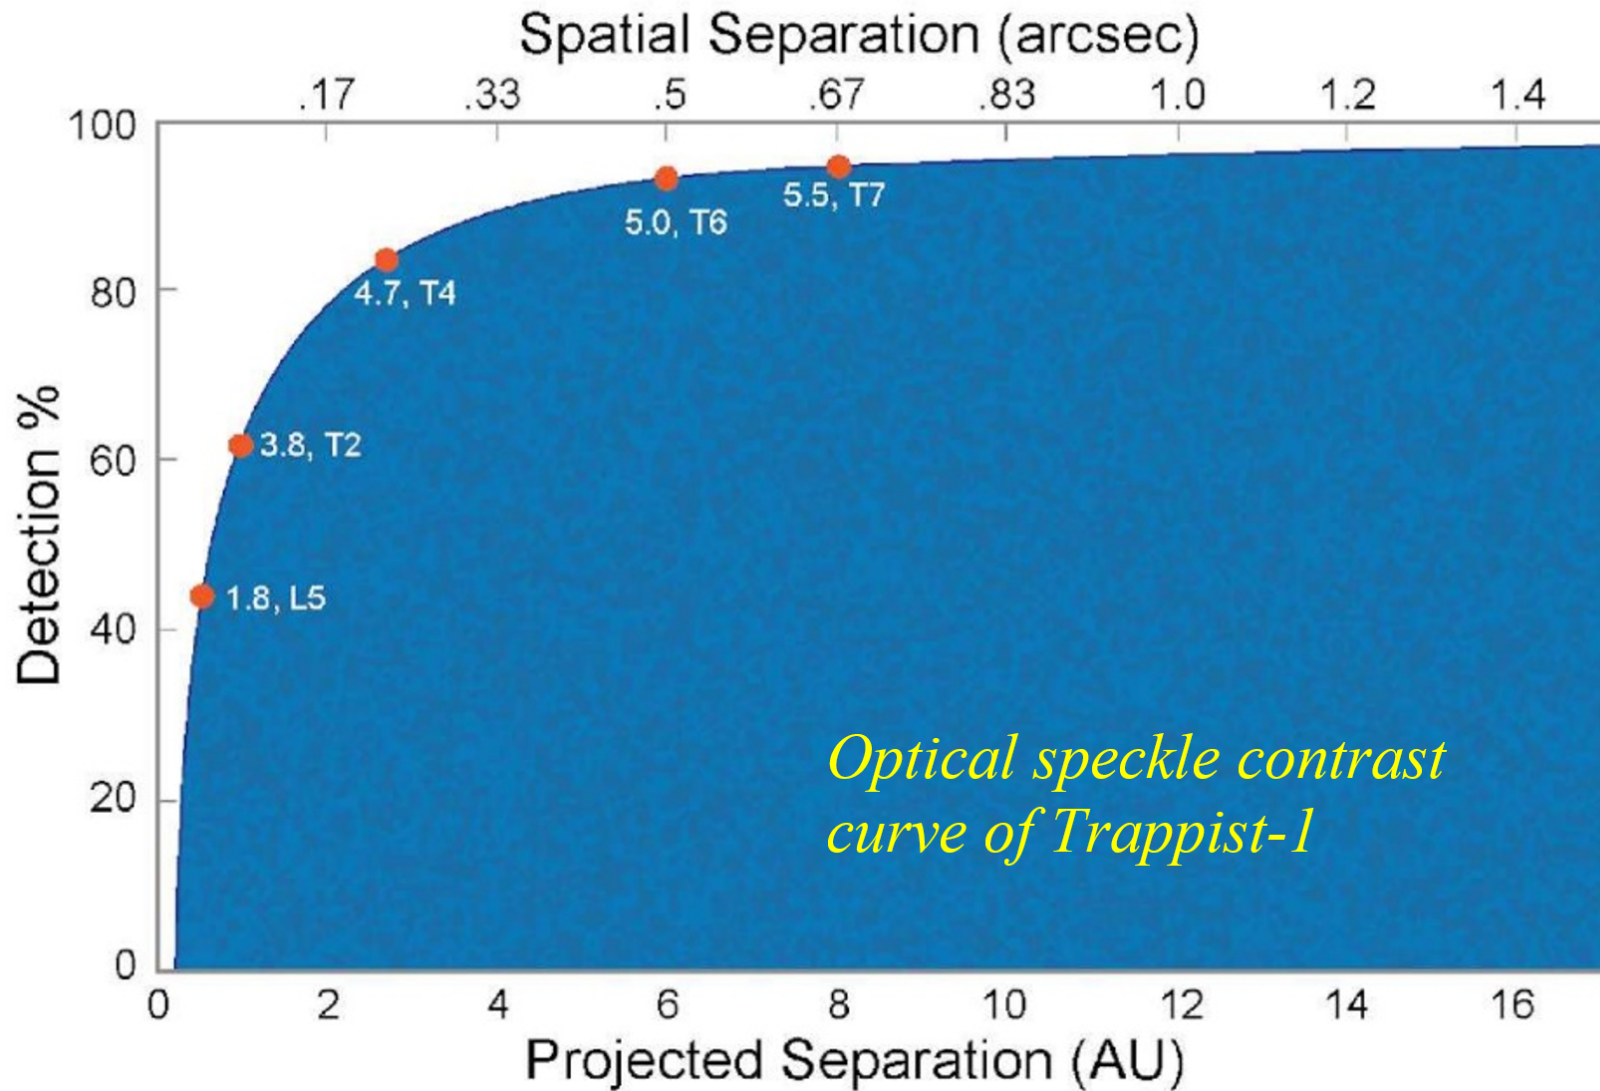 Spatial Separation (arcsec)
.17 .33 .5 .67 .83 1.0 1.2 1.4
100
5.5, T7
5.0, T6
80
4.7, T4
Detection %
60
3.8, T2
1.8, L5
40
Optical speckle contrast
20
curve of Trappist-1
0
0 2 4 6 8 10 12 14 16
Projected Separation (AU)